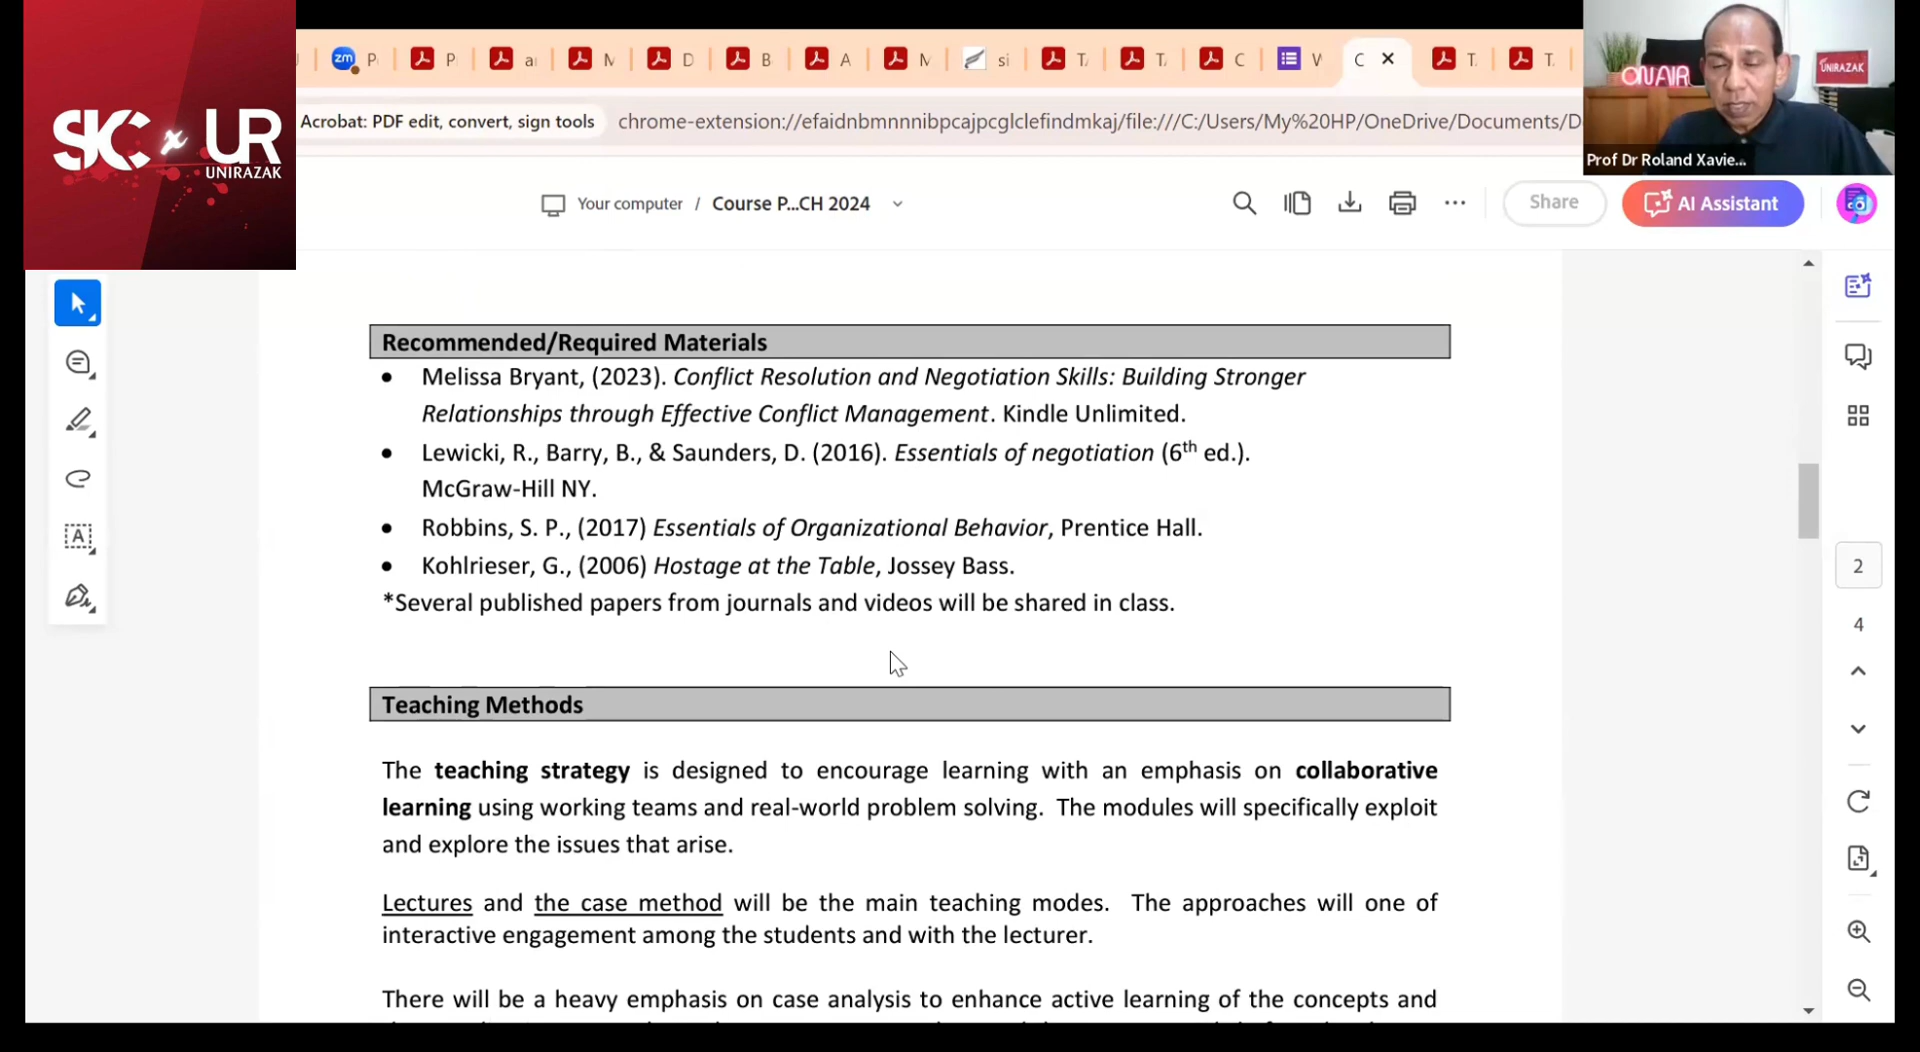 SIC x UR
UNIRAZAK
zm P P a M D B A M si T T C V C T T
Acrobat: PDF edit, convert, sign tools
chrome-extension://efaidnbmnnnibpcajpcglclefindmkaj/file:///C:/Users/My%20HP/OneDrive/Documents/D
ON AIR
UNIRAZAK
Prof Dr Roland Xavie...
Your computer / Course P...CH 2024
Share
AI Assistant
Recommended/Required Materials
• Melissa Bryant, (2023). Conflict Resolution and Negotiation Skills: Building Stronger
Relationships through Effective Conflict Management. Kindle Unlimited.
• Lewicki, R., Barry, B., & Saunders, D. (2016). Essentials of negotiation (6th ed.).
McGraw-Hill NY.
• Robbins, S. P., (2017) Essentials of Organizational Behavior, Prentice Hall.
• Kohlrieser, G., (2006) Hostage at the Table, Jossey Bass.
*Several published papers from journals and videos will be shared in class.
2
4
Teaching Methods
The teaching strategy is designed to encourage learning with an emphasis on collaborative
learning using working teams and real-world problem solving. The modules will specifically exploit
and explore the issues that arise.
Lectures and the case method will be the main teaching modes. The approaches will one of
interactive engagement among the students and with the lecturer.
There will be a heavy emphasis on case analysis to enhance active learning of the concepts and